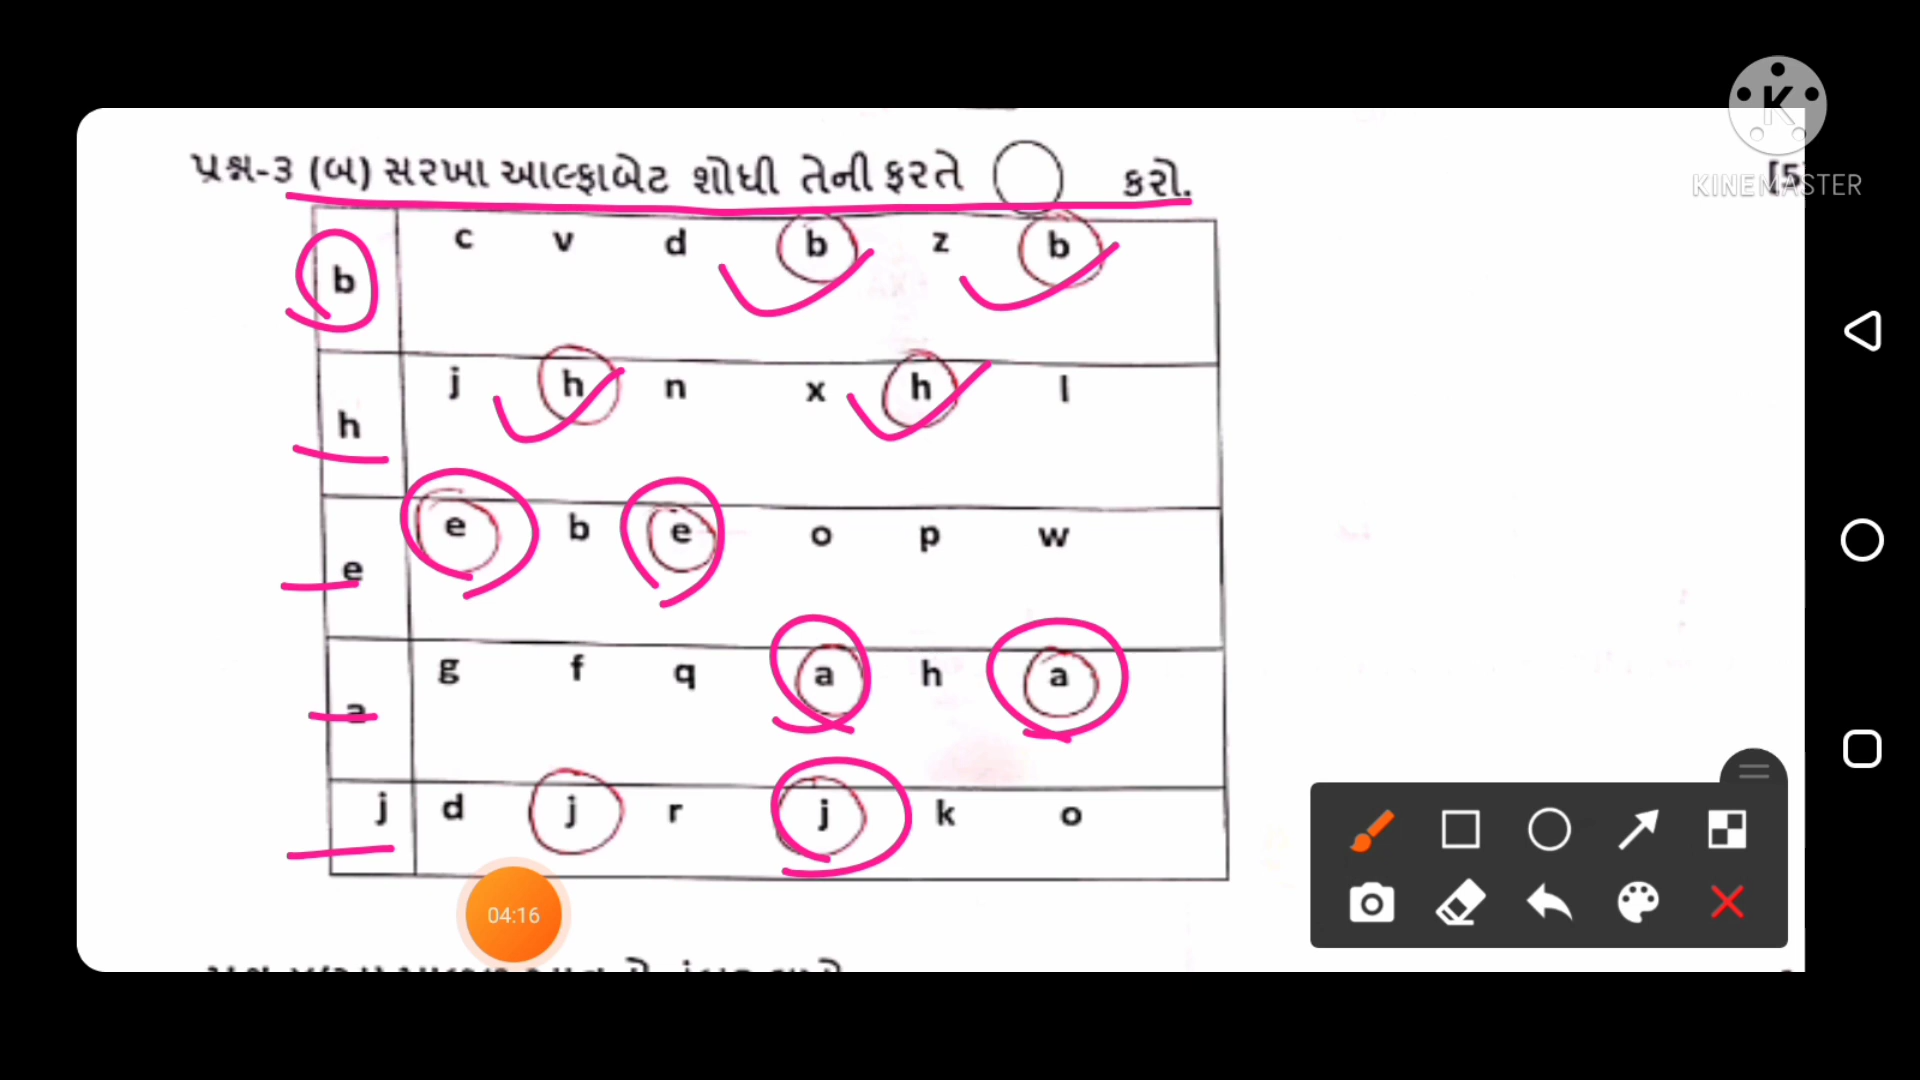 પ્રશ્ન-૩ (બ) સરખા આલ્ફાબેટ શોધી તેની ફરતે કરો. [5
K
KINEMASTER
b c v d b z b
h j h n x h l
e e b e o p w
a g f q a h a
j d j r j k o
04:16